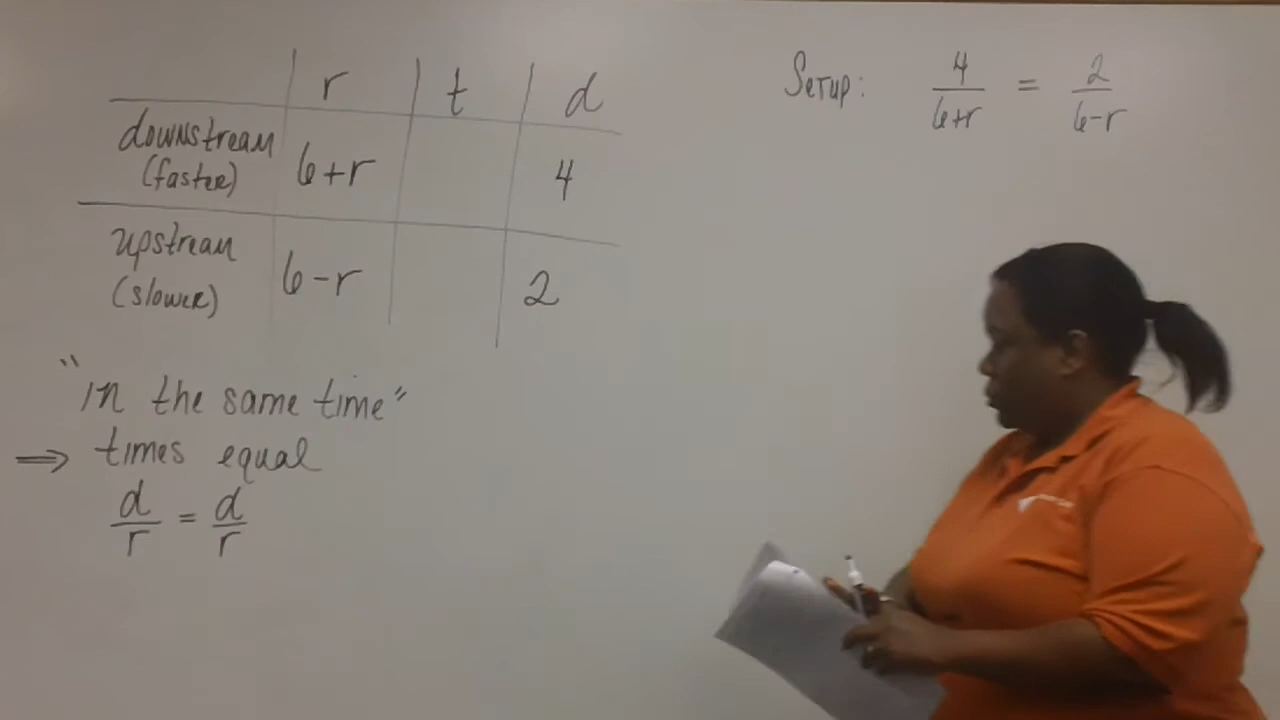 r t d
downstream (faster) 6+r 4
upstream (slower) 6-r 2
"in the same time"
⇒ times equal
d/r = d/r
Setup: 4/(6+r) = 2/(6-r)